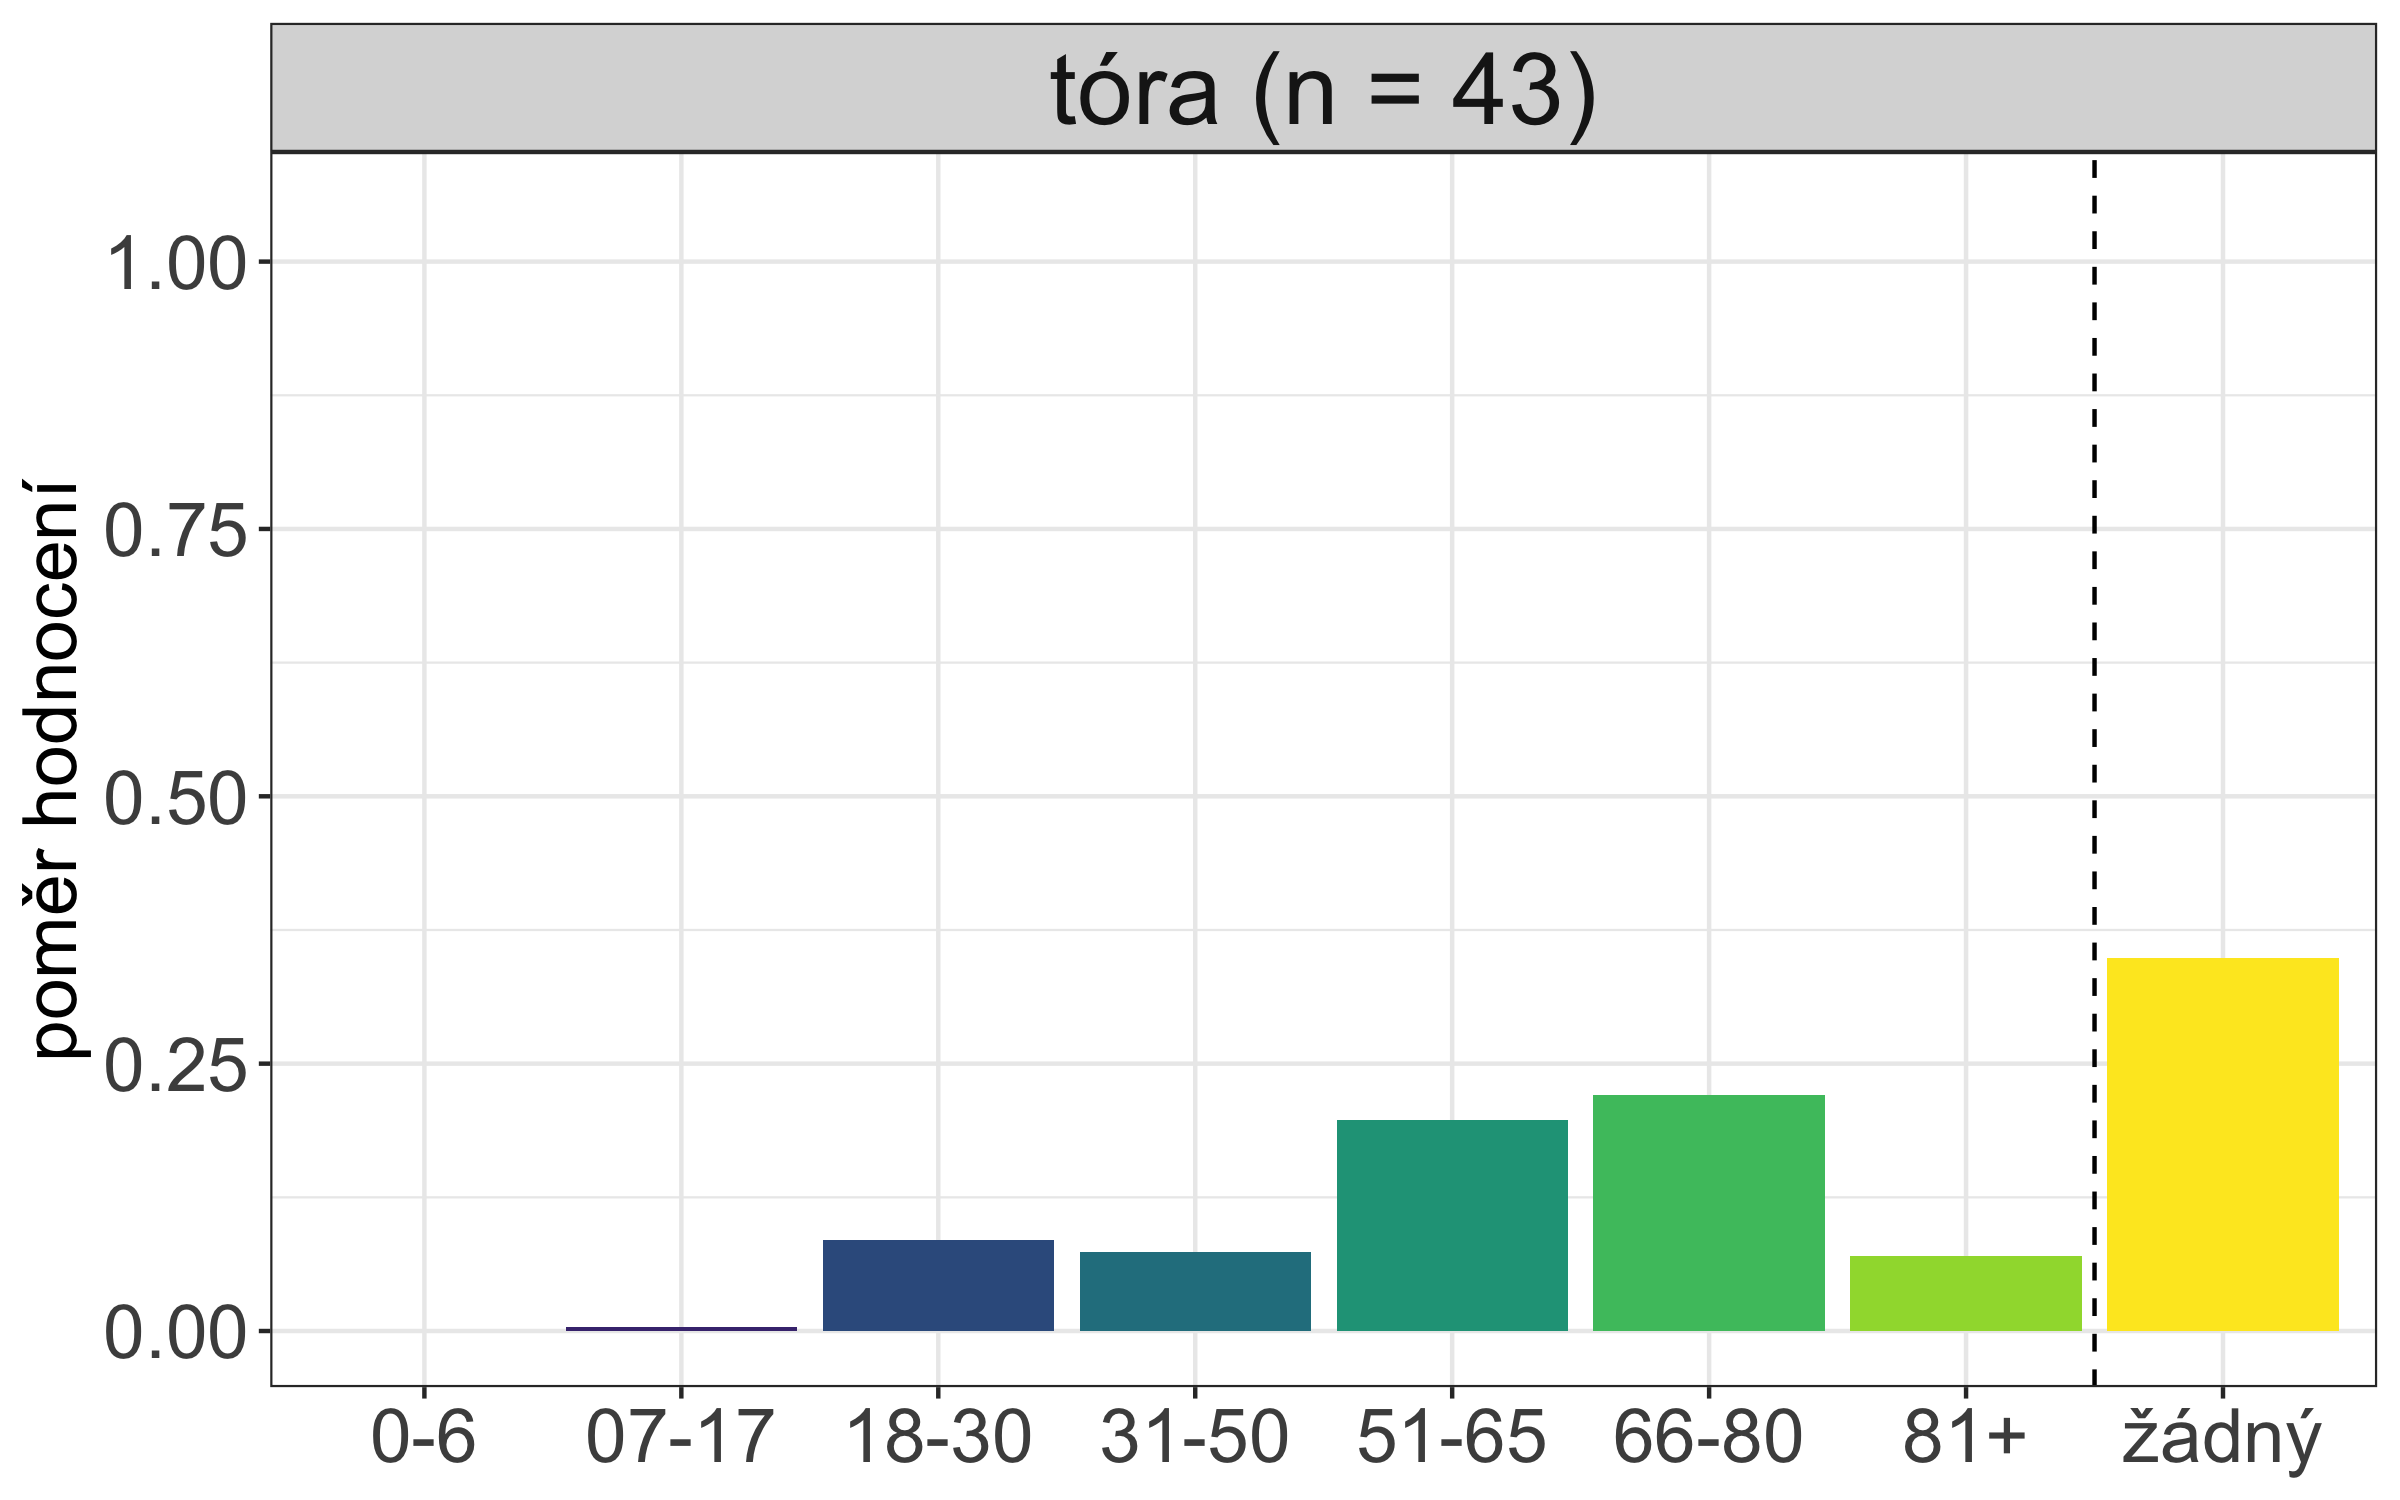 tóra (n = 43)
poměr hodnocení
1.00
0.75
0.50
0.25
0.00
0-6 07-17 18-30 31-50 51-65 66-80 81+ žádný